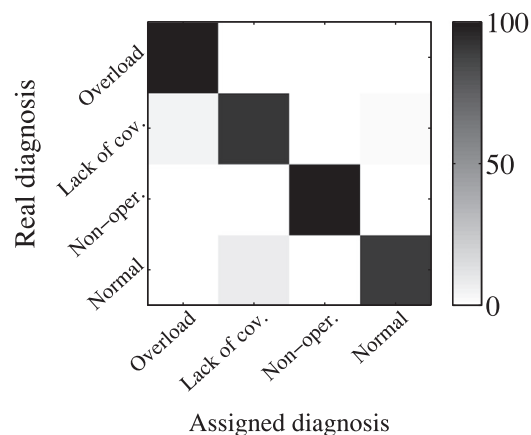 Real diagnosis
Overload
Lack of cov.
Non-oper.
Normal
100
50
0
Overload
Lack of cov.
Non-oper.
Normal
Assigned diagnosis